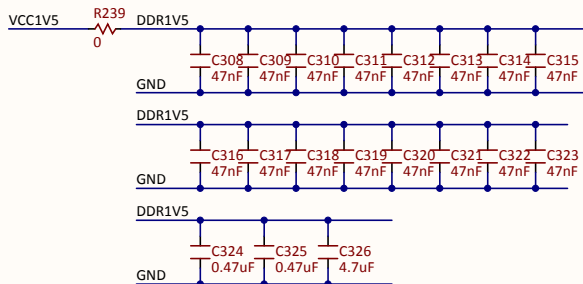 R239
VCC1V5 DDR1V5
0
C308 C309 C310 C311 C312 C313 C314 C315
47nF 47nF 47nF 47nF 47nF 47nF 47nF 47nF
GND
DDR1V5
C316 C317 C318 C319 C320 C321 C322 C323
47nF 47nF 47nF 47nF 47nF 47nF 47nF 47nF
GND
DDR1V5
C324 C325 C326
0.47uF 0.47uF 4.7uF
GND